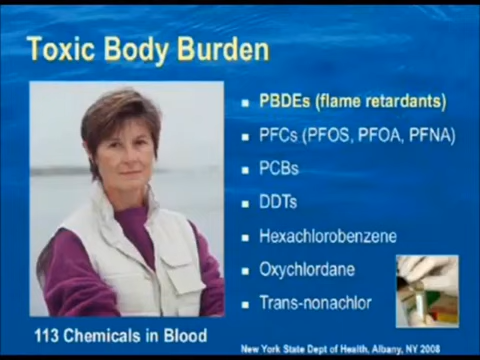 Toxic Body Burden
PBDEs (flame retardants)
PFCs (PFOS, PFOA, PFNA)
PCBs
DDTs
Hexachlorobenzene
Oxychlordane
Trans-nonachlor
113 Chemicals in Blood
New York State Dept of Health, Albany, NY 2008